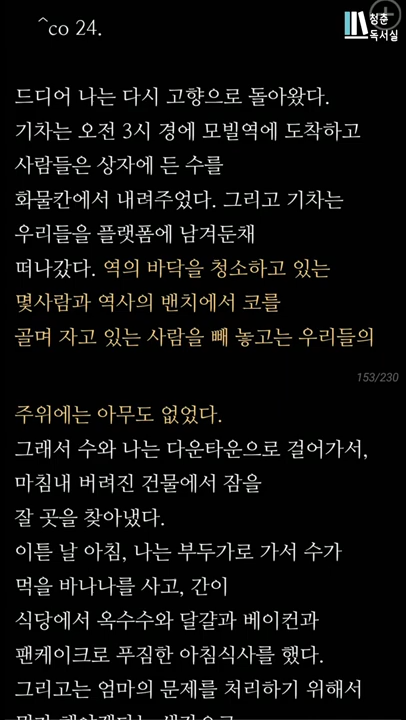 ^co 24.
청춘
독서실
드디어 나는 다시 고향으로 돌아왔다.
기차는 오전 3시 경에 모빌역에 도착하고
사람들은 상자에 든 수를
화물칸에서 내려주었다. 그리고 기차는
우리들을 플랫폼에 남겨둔채
떠나갔다. 역의 바닥을 청소하고 있는
몇사람과 역사의 밴치에서 코를
골며 자고 있는 사람을 빼 놓고는 우리들의
153/230
주위에는 아무도 없었다.
그래서 수와 나는 다운타운으로 걸어가서,
마침내 버려진 건물에서 잠을
잘 곳을 찾아냈다.
이튿 날 아침, 나는 부두가로 가서 수가
먹을 바나나를 사고, 간이
식당에서 옥수수와 달걀과 베이컨과
팬케이크로 푸짐한 아침식사를 했다.
그리고는 엄마의 문제를 처리하기 위해서